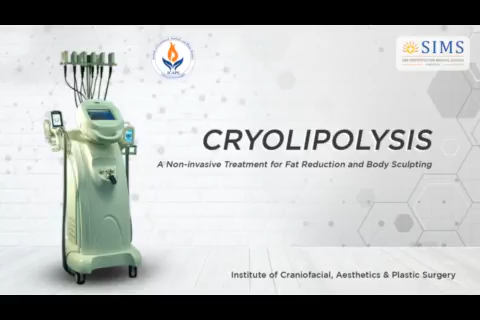 SIMS
CRYOLIPOLYSIS
A Non-invasive Treatment for Fat Reduction and Body Sculpting
Institute of Craniofacial, Aesthetics & Plastic Surgery